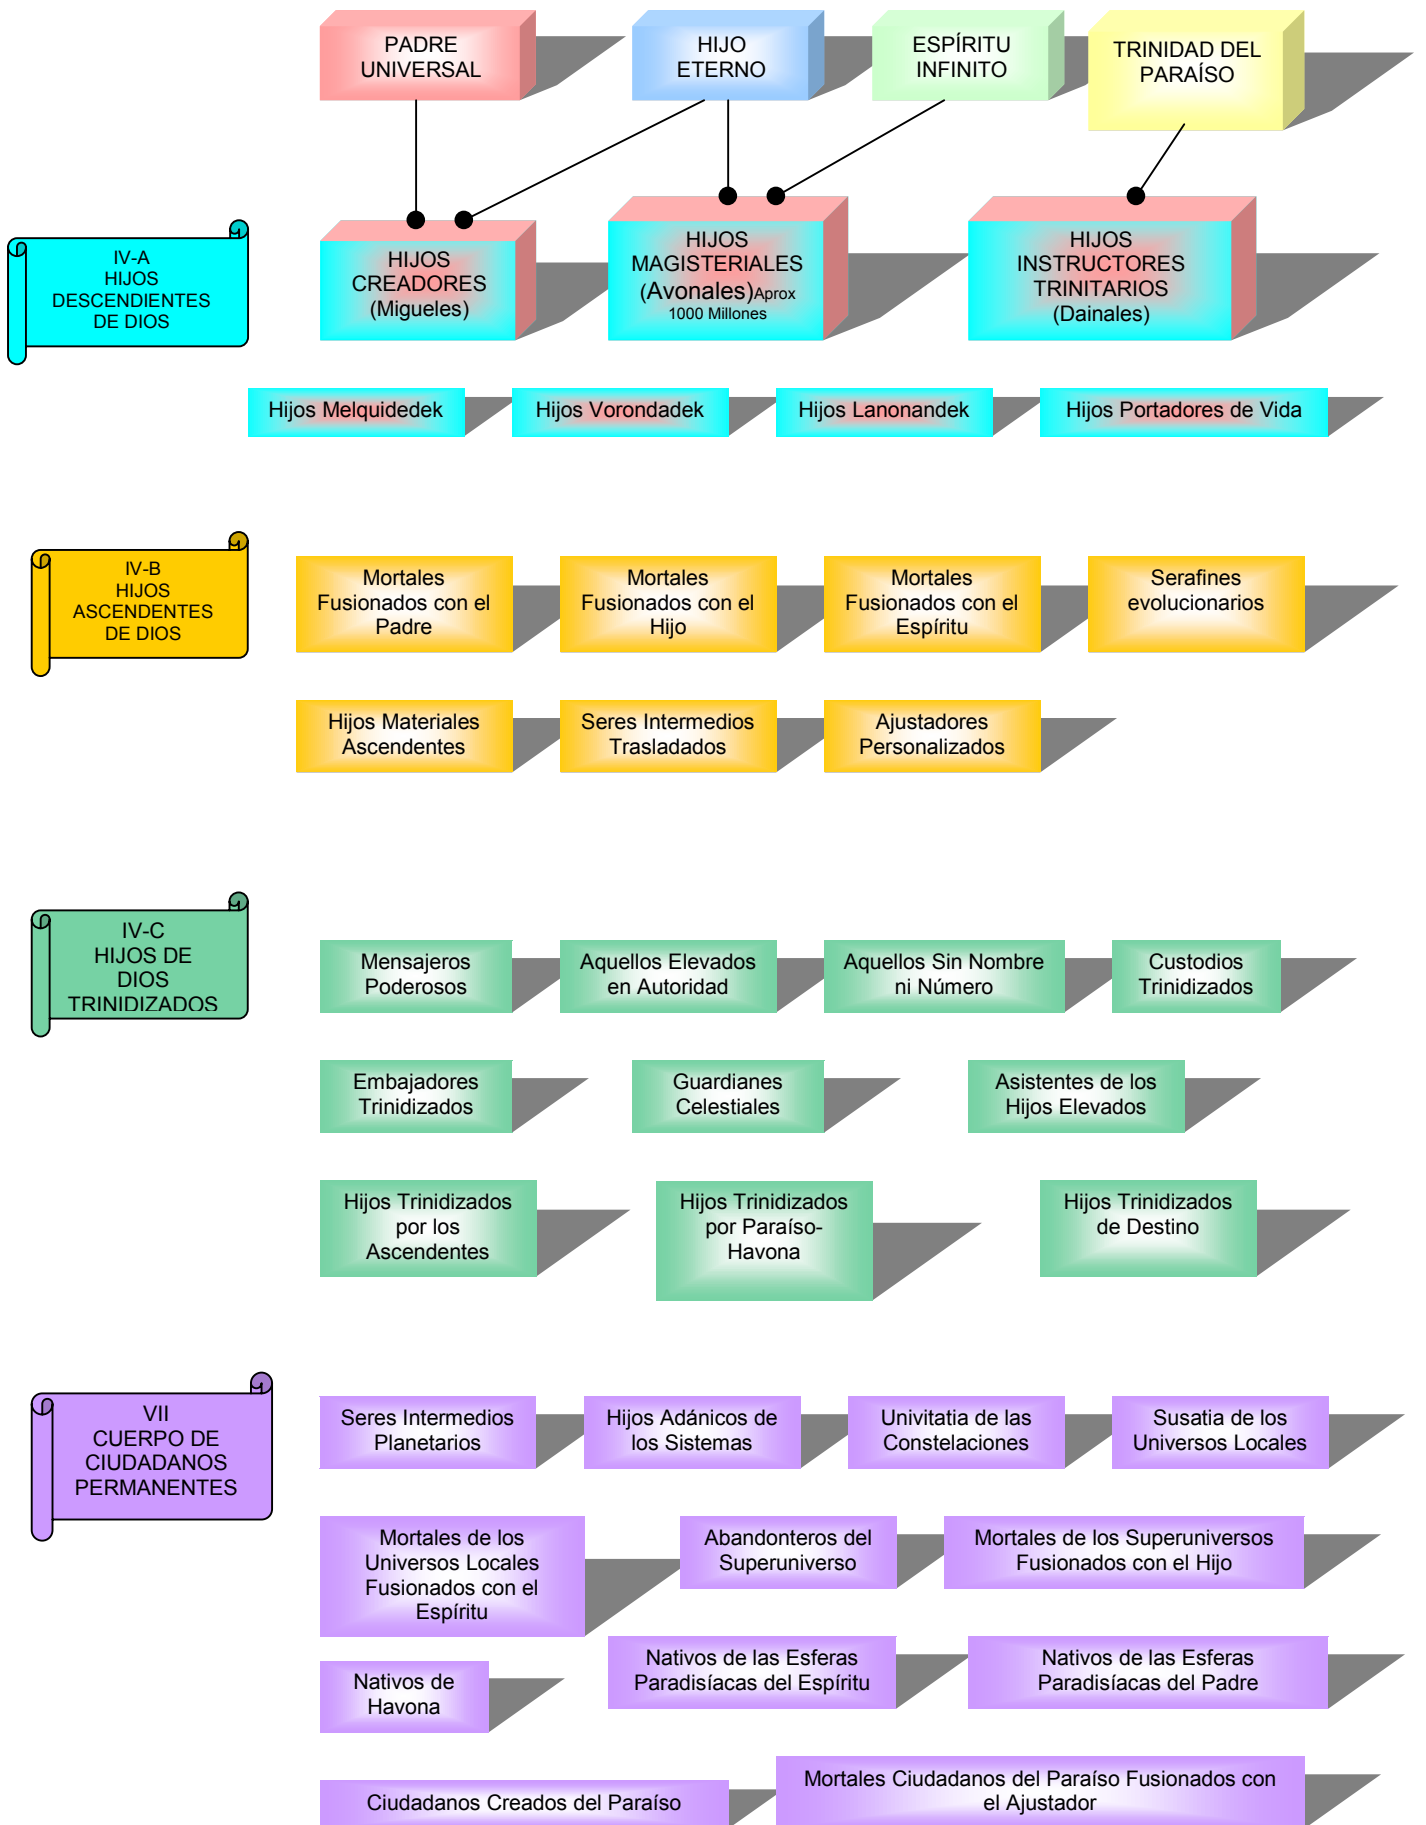 PADRE
UNIVERSAL
HIJO
ETERNO
ESPÍRITU
INFINITO
TRINIDAD DEL
PARAÍSO
IV-A
HIJOS
DESCENDIENTES
DE DIOS
HIJOS
CREADORES
(Migueles)
HIJOS
MAGISTERIALES
(Avonales)Aprox
1000 Millones
HIJOS
INSTRUCTORES
TRINITARIOS
(Dainales)
Hijos Melquidedek
Hijos Vorondadek
Hijos Lanonandek
Hijos Portadores de Vida
IV-B
HIJOS
ASCENDENTES
DE DIOS
Mortales
Fusionados con el
Padre
Mortales
Fusionados con el
Hijo
Mortales
Fusionados con el
Espíritu
Serafines
evolucionarios
Hijos Materiales
Ascendentes
Seres Intermedios
Trasladados
Ajustadores
Personalizados
IV-C
HIJOS DE
DIOS
TRINIDIZADOS
Mensajeros
Poderosos
Aquellos Elevados
en Autoridad
Aquellos Sin Nombre
ni Número
Custodios
Trinidizados
Embajadores
Trinidizados
Guardianes
Celestiales
Asistentes de los
Hijos Elevados
Hijos Trinidizados
por los
Ascendentes
Hijos Trinidizados
por Paraíso-
Havona
Hijos Trinidizados
de Destino
VII
CUERPO DE
CIUDADANOS
PERMANENTES
Seres Intermedios
Planetarios
Hijos Adánicos de
los Sistemas
Univitatia de las
Constelaciones
Susatia de los
Universos Locales
Mortales de los
Universos Locales
Fusionados con el
Espíritu
Abandonteros del
Superuniverso
Mortales de los Superuniversos
Fusionados con el Hijo
Nativos de
Havona
Nativos de las Esferas
Paradisíacas del Espíritu
Nativos de las Esferas
Paradisíacas del Padre
Ciudadanos Creados del Paraíso
Mortales Ciudadanos del Paraíso Fusionados con
el Ajustador